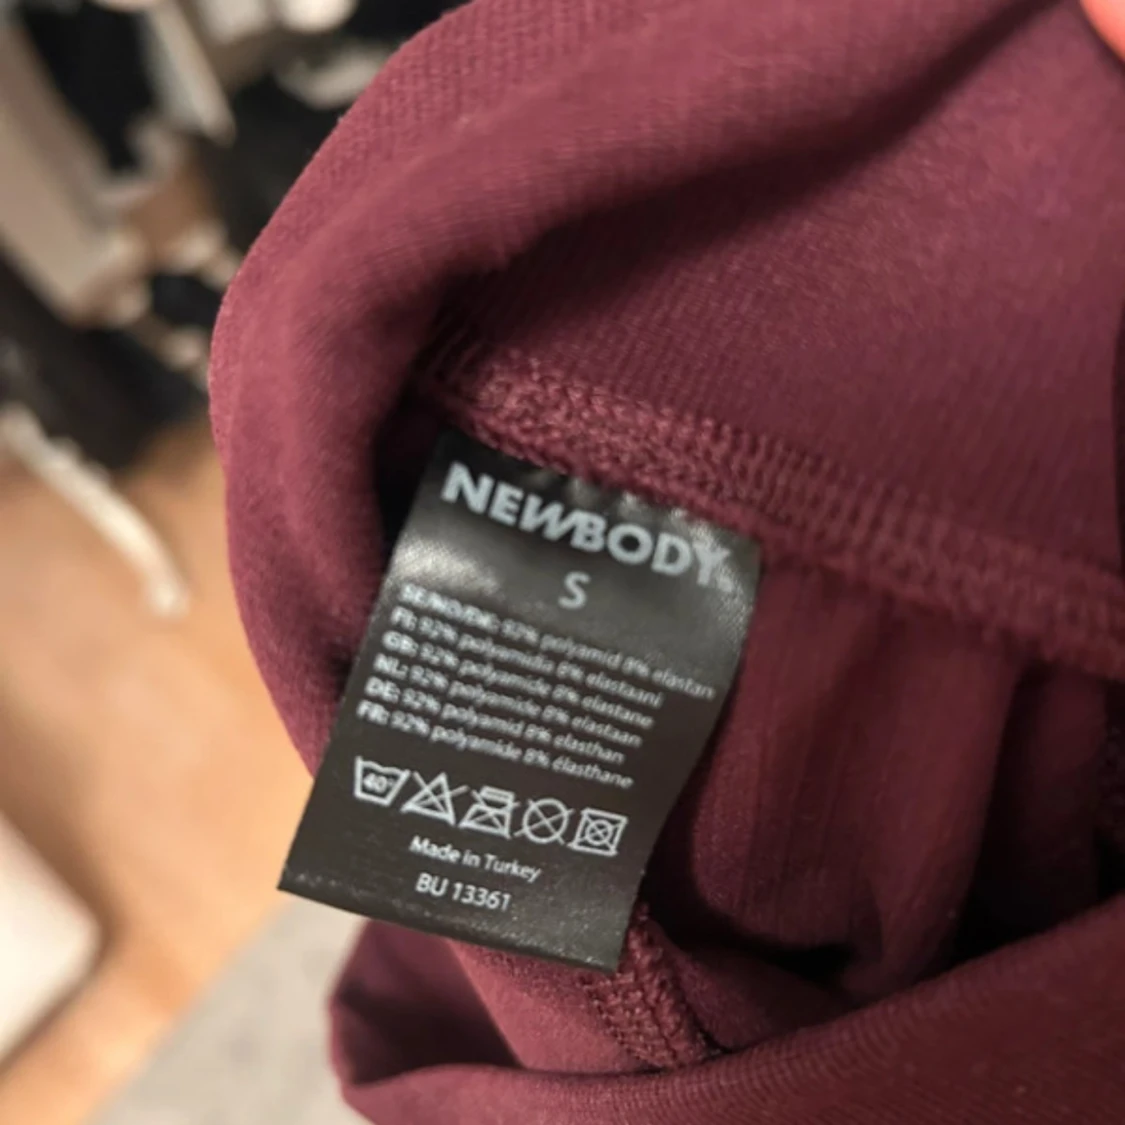 NEWBODY
S
SE/NO/DK: 92% polyamid 8% elastan
FI: 92% polyamidia 8% elastaani
GB: 92% polyamide 8% elastane
NL: 92% polyamide 8% elastaan
DE: 92% polyamid 8% elasthan
FR: 92% polyamide 8% élasthane
40°
Made in Turkey
BU 13361